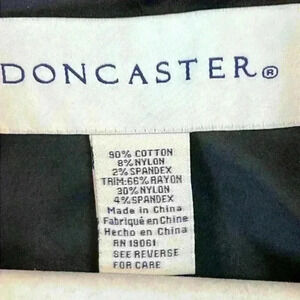 DONCASTER®
90% COTTON
8% NYLON
2% SPANDEX
TRIM:66% RAYON
30% NYLON
4% SPANDEX
Made in China
Fabriqué en Chine
Hecho en China
RN 19061
SEE REVERSE
FOR CARE